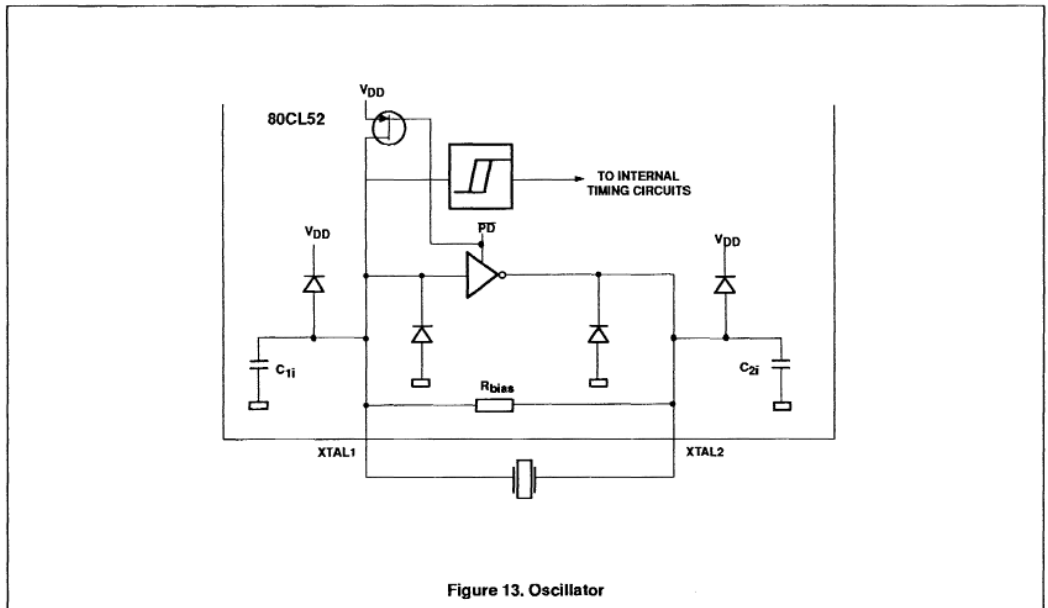 VDD
80CL52
TO INTERNAL
TIMING CIRCUITS
PD
VDD
VDD
C1i
C2i
Rbias
XTAL1
XTAL2
Figure 13. Oscillator